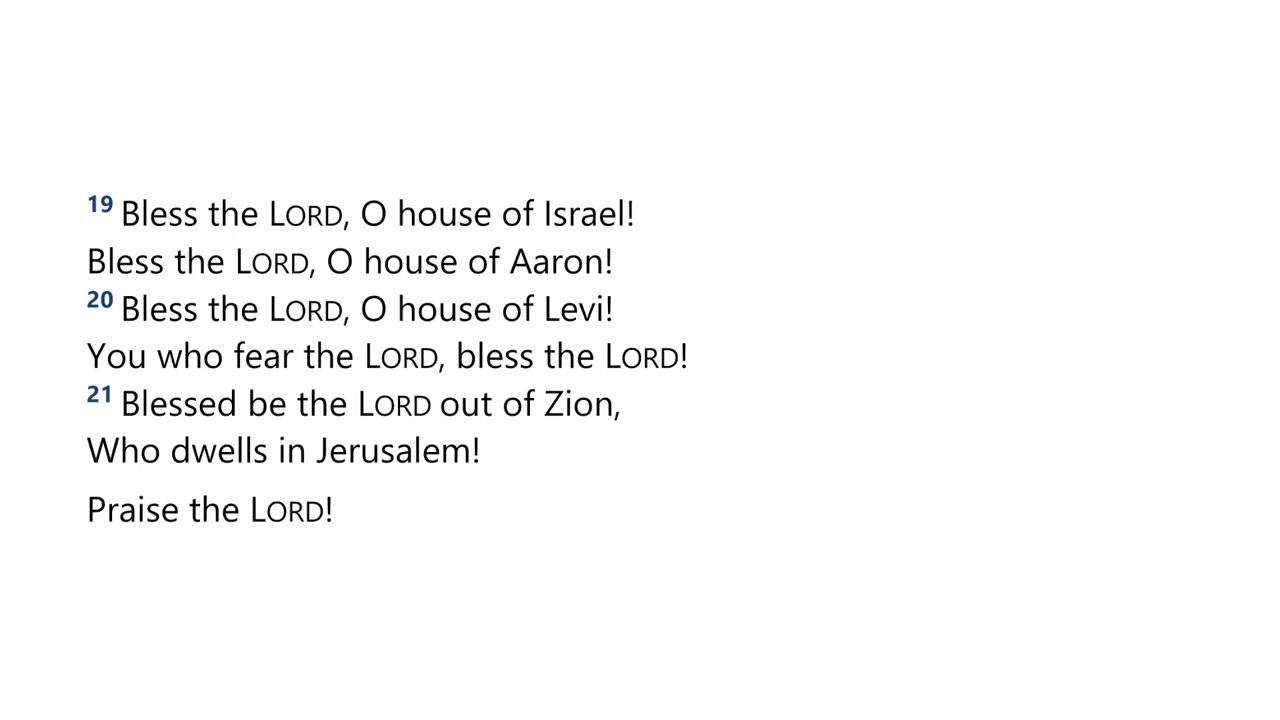 19 Bless the LORD, O house of Israel!
Bless the LORD, O house of Aaron!
20 Bless the LORD, O house of Levi!
You who fear the LORD, bless the LORD!
21 Blessed be the LORD out of Zion,
Who dwells in Jerusalem!
Praise the LORD!